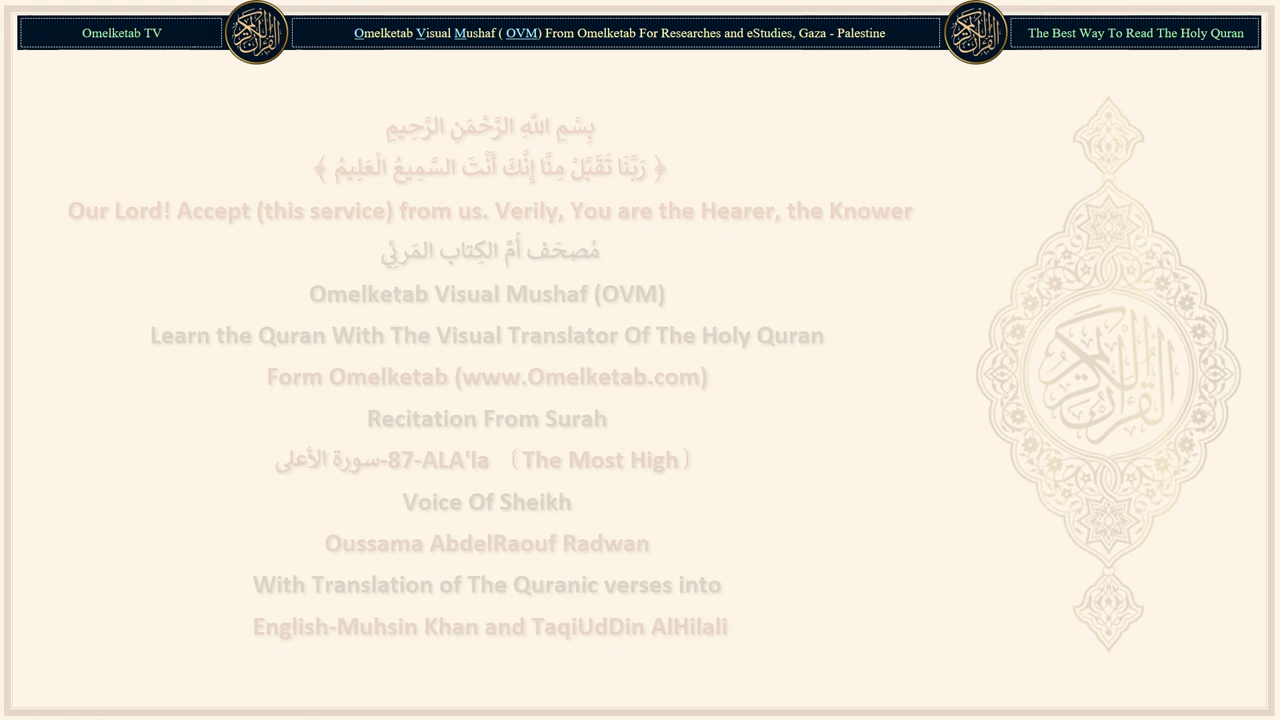 Omelketab TV
Omelketab Visual Mushaf ( OVM) From Omelketab For Researches and eStudies, Gaza - Palestine
The Best Way To Read The Holy Quran
بِسْمِ اللَّهِ الرَّحْمَنِ الرَّحِيمِ
﴿ رَبَّنَا تَقَبَّلْ مِنَّا إِنَّكَ أَنْتَ السَّمِيعُ الْعَلِيمُ ﴾
Our Lord! Accept (this service) from us. Verily, You are the Hearer, the Knower
مُصحَف أُمِّ الكِتاب المَرئِي
Omelketab Visual Mushaf (OVM)
Learn the Quran With The Visual Translator Of The Holy Quran
Form Omelketab (www.Omelketab.com)
Recitation From Surah
سورة الأعلى-87-ALA'la （The Most High）
Voice Of Sheikh
Oussama AbdelRaouf Radwan
With Translation of The Quranic verses into
English-Muhsin Khan and TaqiUdDin AlHilali
القرآن الكريم